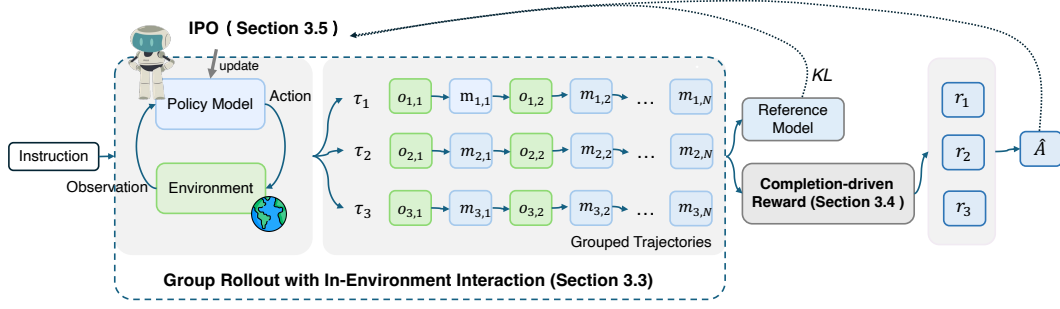 IPO ( Section 3.5 )
update
KL
Policy Model
Action
Instruction
Observation
Environment
τ1 o1,1 m1,1 o1,2 m1,2 ... m1,N
τ2 o2,1 m2,1 o2,2 m2,2 ... m2,N
τ3 o3,1 m3,1 o3,2 m3,2 ... m3,N
Grouped Trajectories
Group Rollout with In-Environment Interaction (Section 3.3)
Reference
Model
Completion-driven
Reward (Section 3.4 )
r1
r2
r3
Â